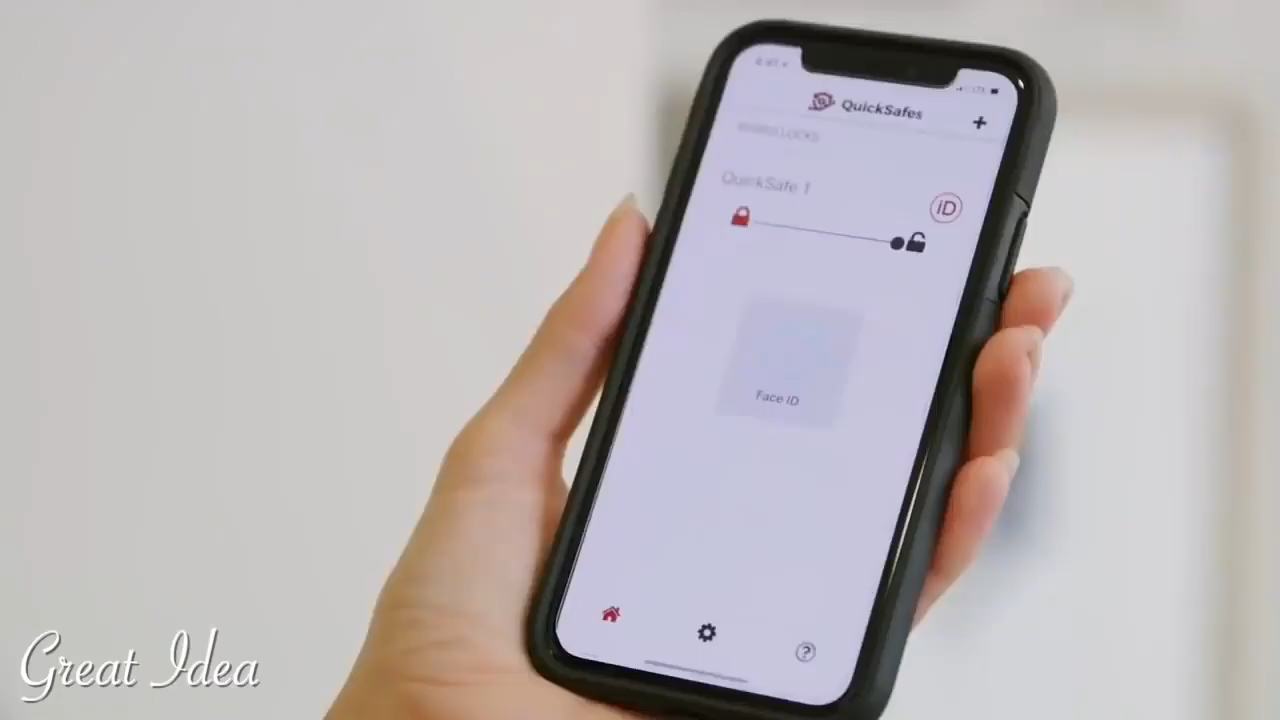 QuickSafes
+
QuickSafe 1
iD
Face ID
?
Great Idea